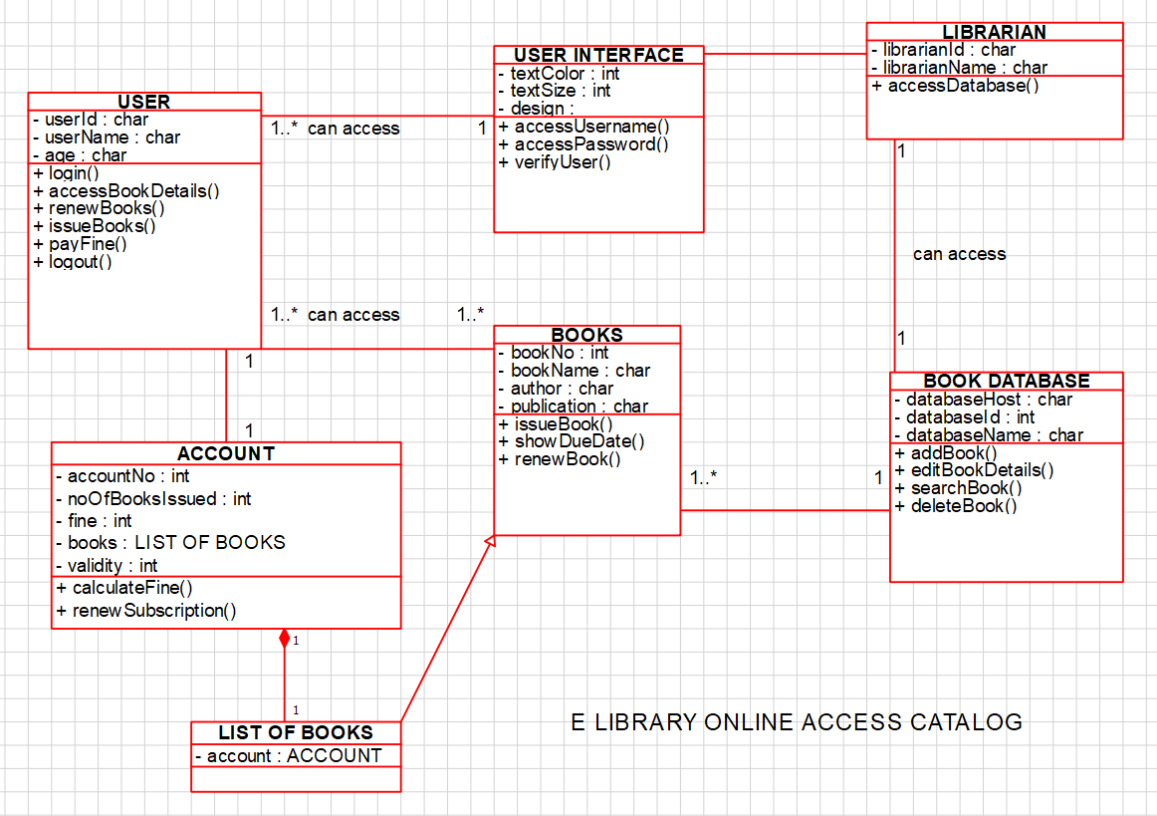 LIBRARIAN
- librarianId : char
- librarianName : char
+ accessDatabase()
USER INTERFACE
- textColor : int
- textSize : int
- design :
+ accessUsername()
+ accessPassword()
+ verifyUser()
USER
- userId : char
- userName : char
- age : char
+ login()
+ accessBookDetails()
+ renewBooks()
+ issueBooks()
+ payFine()
+ logout()
1..* can access 1
1
can access
1
1..* can access 1..*
1
1
BOOKS
- bookNo : int
- bookName : char
- author : char
- publication : char
+ issueBook()
+ showDueDate()
+ renewBook()
BOOK DATABASE
- databaseHost : char
- databaseId : int
- databaseName : char
+ addBook()
+ editBookDetails()
+ searchBook()
+ deleteBook()
1..* 1
ACCOUNT
- accountNo : int
- noOfBooksIssued : int
- fine : int
- books : LIST OF BOOKS
- validity : int
+ calculateFine()
+ renewSubscription()
1
1
LIST OF BOOKS
- account : ACCOUNT
E LIBRARY ONLINE ACCESS CATALOG